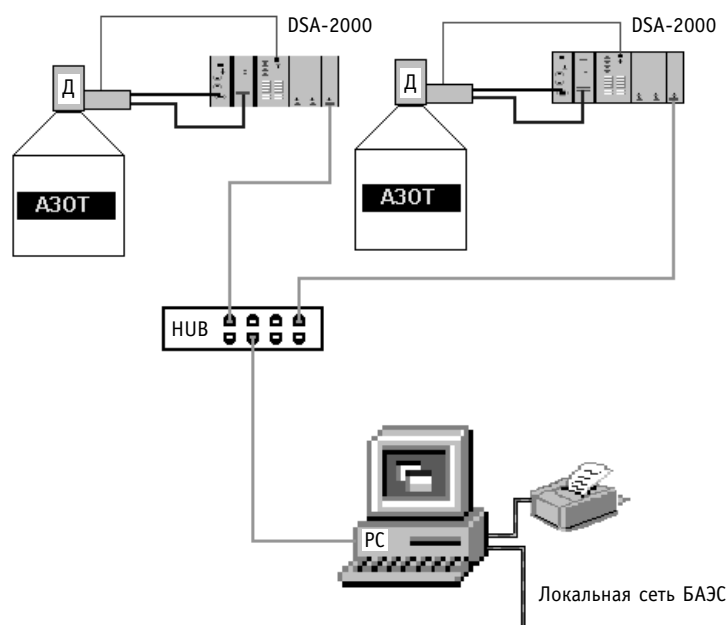 DSA-2000
DSA-2000
Д
Д
АЗОТ
АЗОТ
HUB
PC
Локальная сеть БАЭС